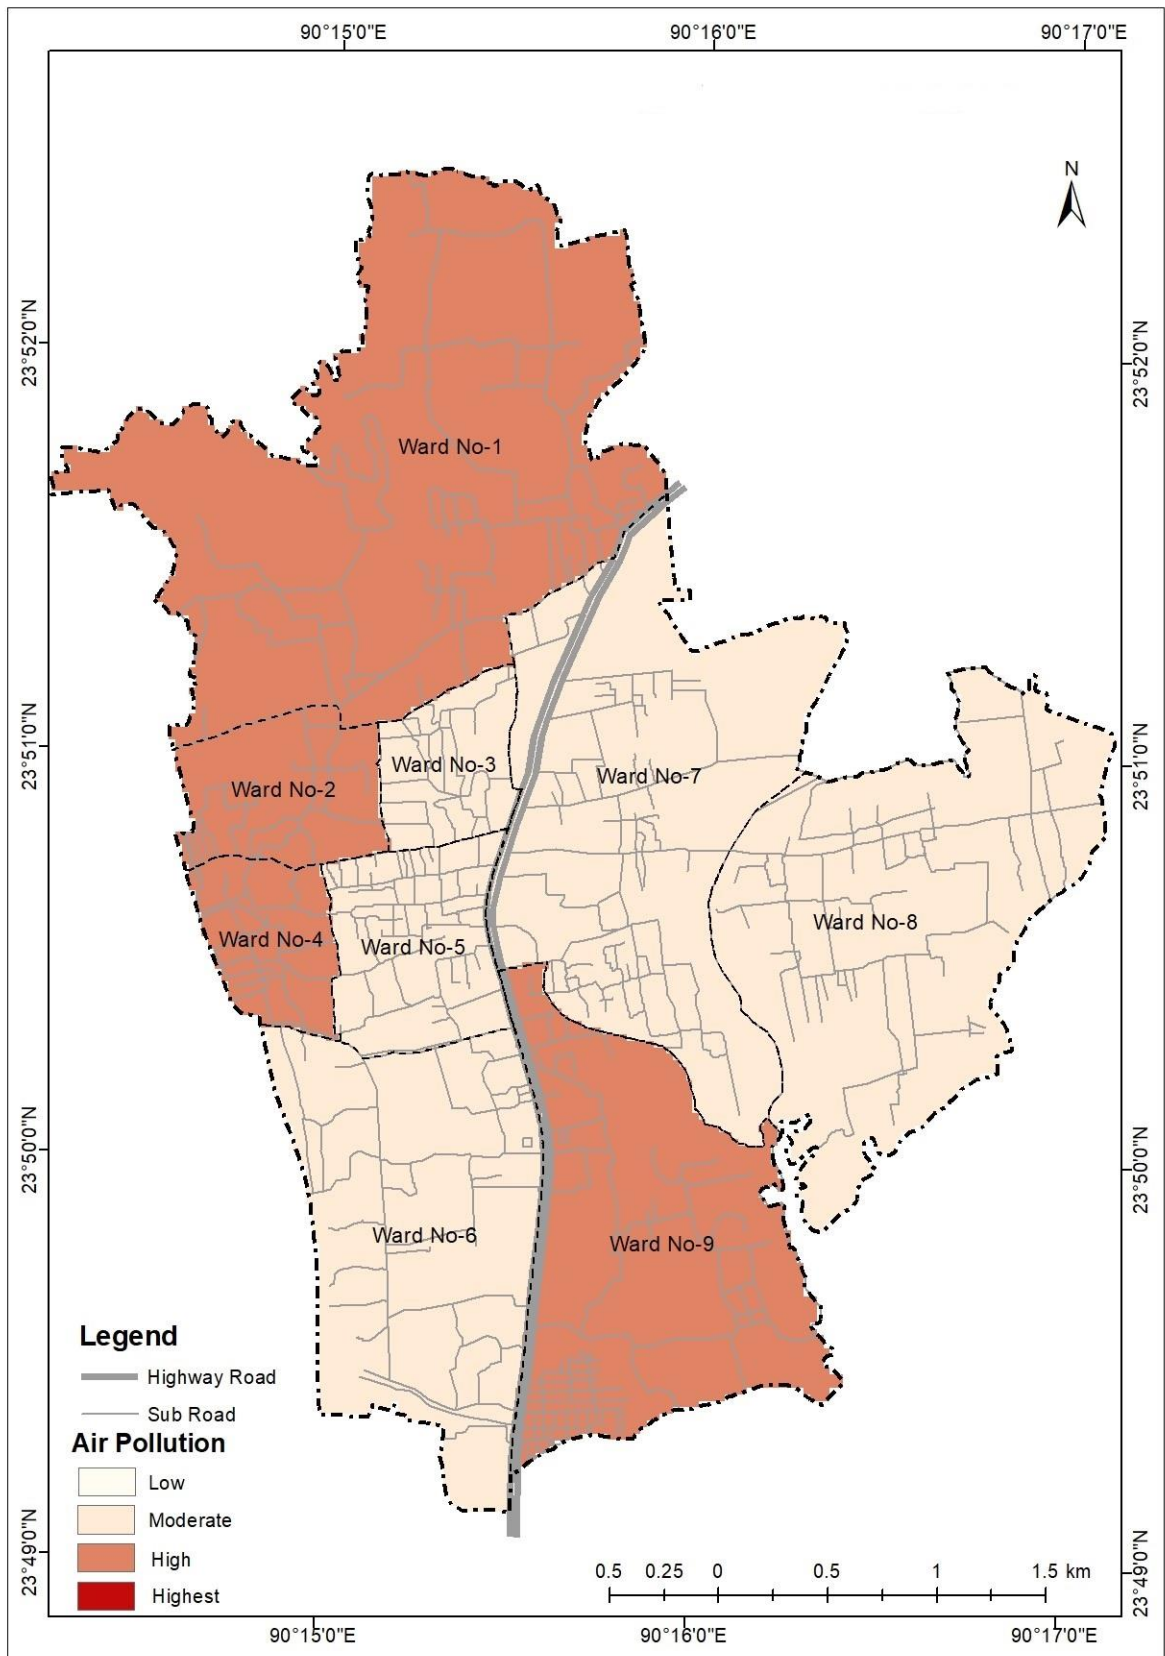 90°15'0"E 90°16'0"E 90°17'0"E
N
23°52'0"N
23°52'0"N
Ward No-1
23°51'0"N
23°51'0"N
Ward No-3
Ward No-7
Ward No-2
Ward No-8
Ward No-4
Ward No-5
23°50'0"N
23°50'0"N
Ward No-6
Ward No-9
Legend
Highway Road
Sub Road
Air Pollution
Low
Moderate
High
Highest
23°49'0"N
23°49'0"N
0.5 0.25 0 0.5 1 1.5 km
90°15'0"E 90°16'0"E 90°17'0"E